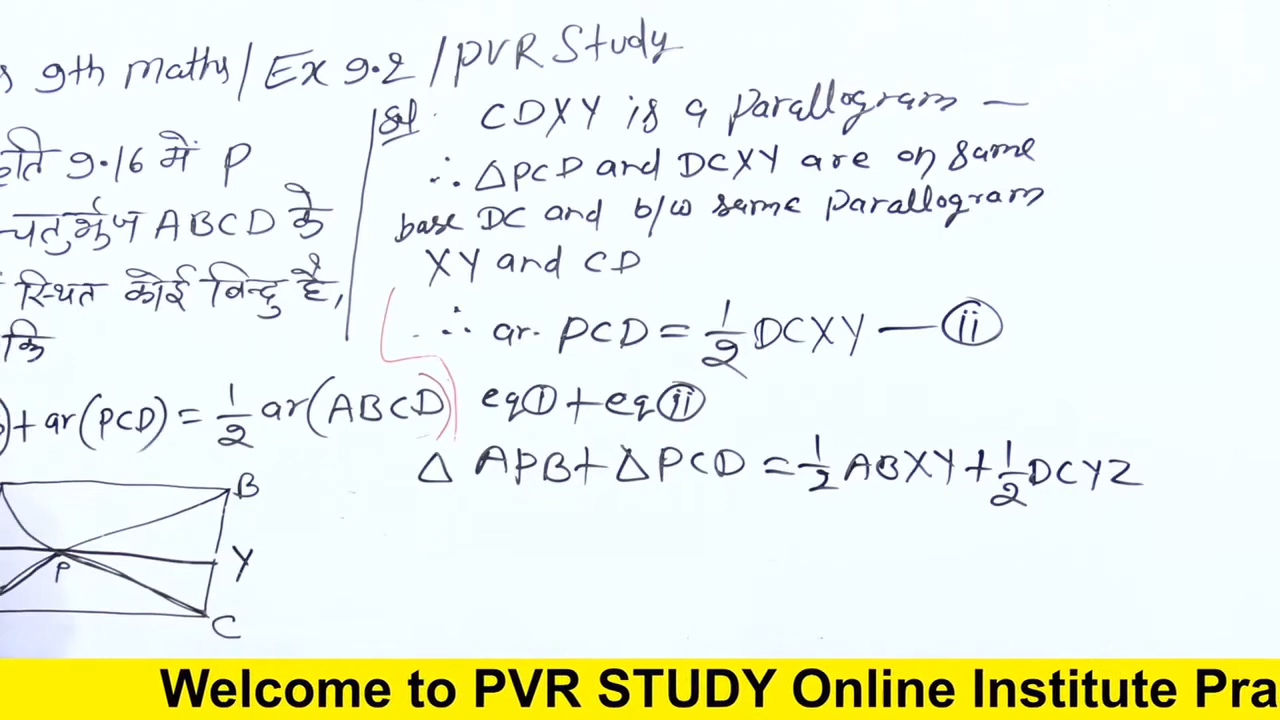 9th maths/ Ex 9.2 /PVR Study
9.16 में P
चतुर्भुज ABCD के
स्थित कोई बिन्दु है,
कि
+ ar(PCD) = 1/2 ar(ABCD)
B
Y
P
C
Sol. CDXY is a parallogram —
∴ △PCD and DCXY are on same
base DC and b/w same parallogram
XY and CD
∴ ar. PCD = 1/2 DCXY — (ii)
eq(i) + eq(ii)
△ APB + △PCD = 1/2 ABXY + 1/2 DCYZ
Welcome to PVR STUDY Online Institute Pra